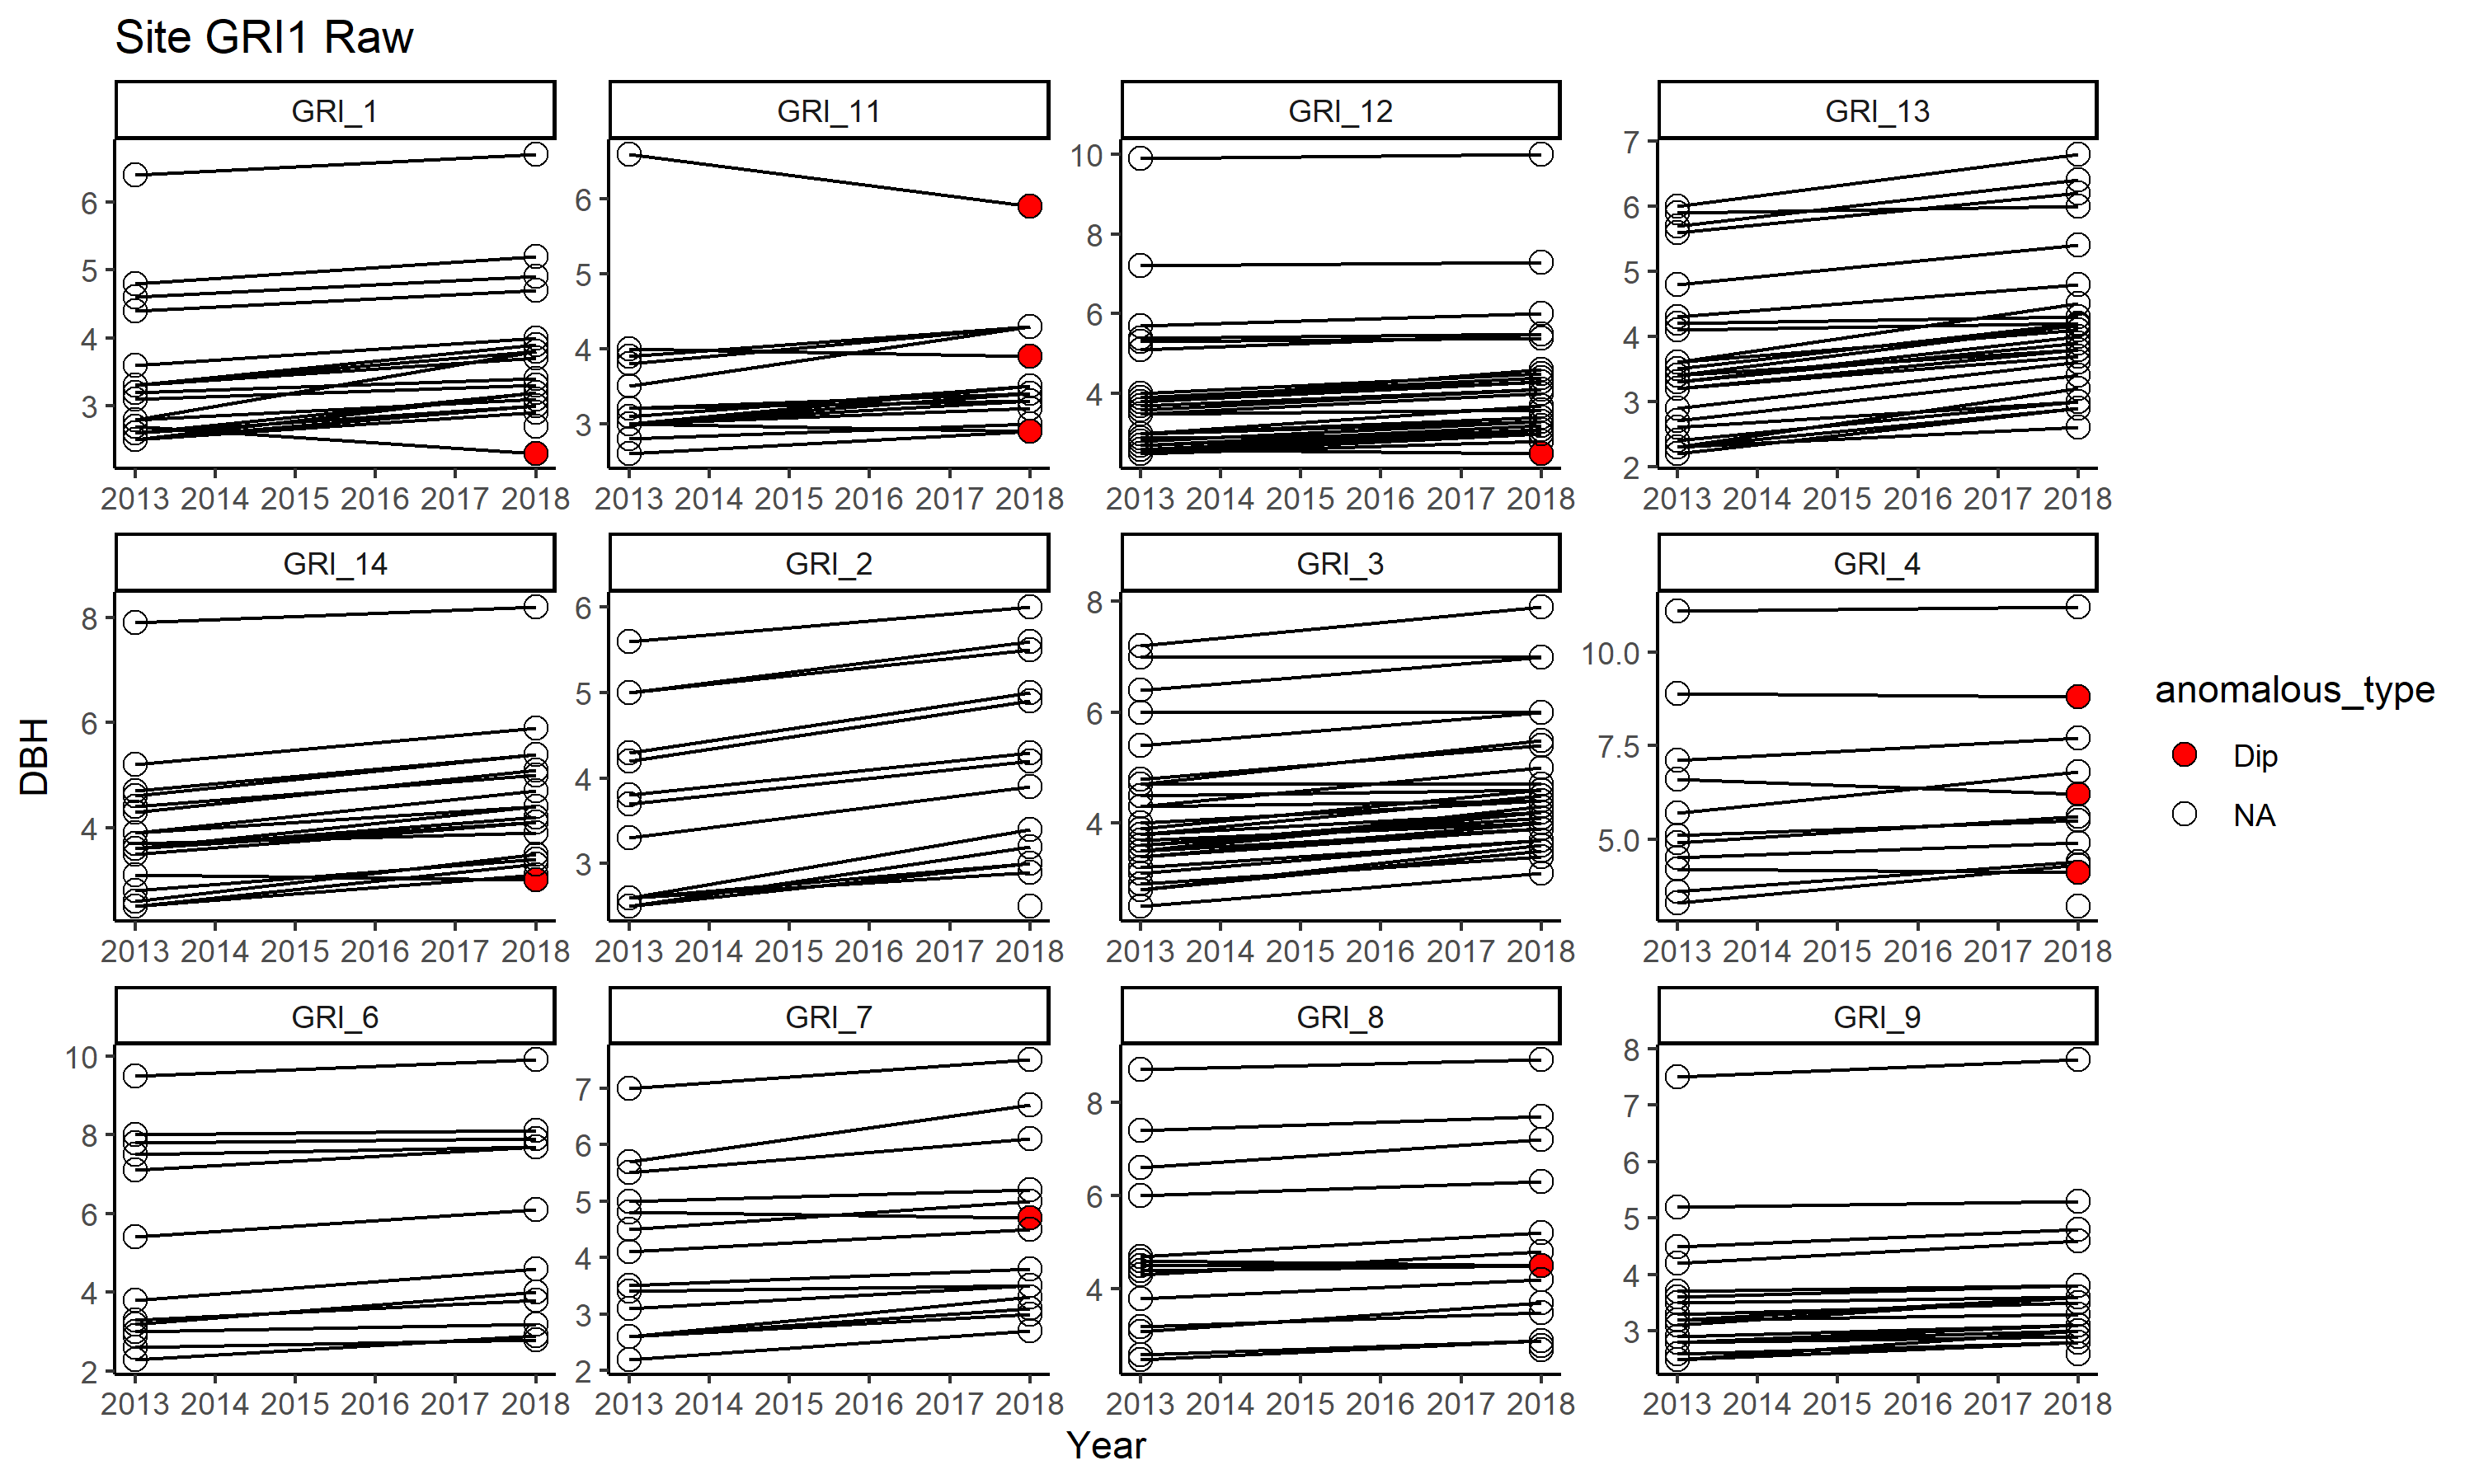 Site GRI1 Raw
GRI_1 GRI_11 GRI_12 GRI_13
6 5 4 3
6 5 4 3
10 8 6 4
7 6 5 4 3 2
2013 2014 2015 2016 2017 2018 2013 2014 2015 2016 2017 2018 2013 2014 2015 2016 2017 2018 2013 2014 2015 2016 2017 2018
GRI_14 GRI_2 GRI_3 GRI_4
8 6 4
6 5 4 3
8 6 4
10.0 7.5 5.0
2013 2014 2015 2016 2017 2018 2013 2014 2015 2016 2017 2018 2013 2014 2015 2016 2017 2018 2013 2014 2015 2016 2017 2018
GRI_6 GRI_7 GRI_8 GRI_9
10 8 6 4 2
7 6 5 4 3 2
8 6 4
8 7 6 5 4 3
2013 2014 2015 2016 2017 2018 2013 2014 2015 2016 2017 2018 2013 2014 2015 2016 2017 2018 2013 2014 2015 2016 2017 2018
DBH
Year
anomalous_type
Dip
NA